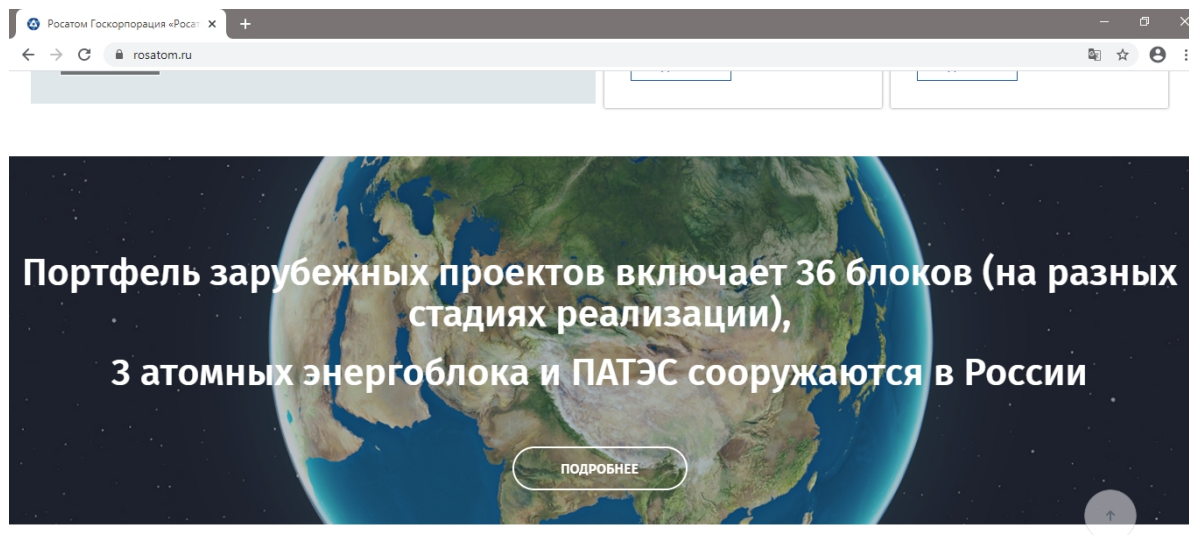 Росатом Госкорпорация «Росат
rosatom.ru
Портфель зарубежных проектов включает 36 блоков (на разных
стадиях реализации),
3 атомных энергоблока и ПАТЭС сооружаются в России
ПОДРОБНЕЕ